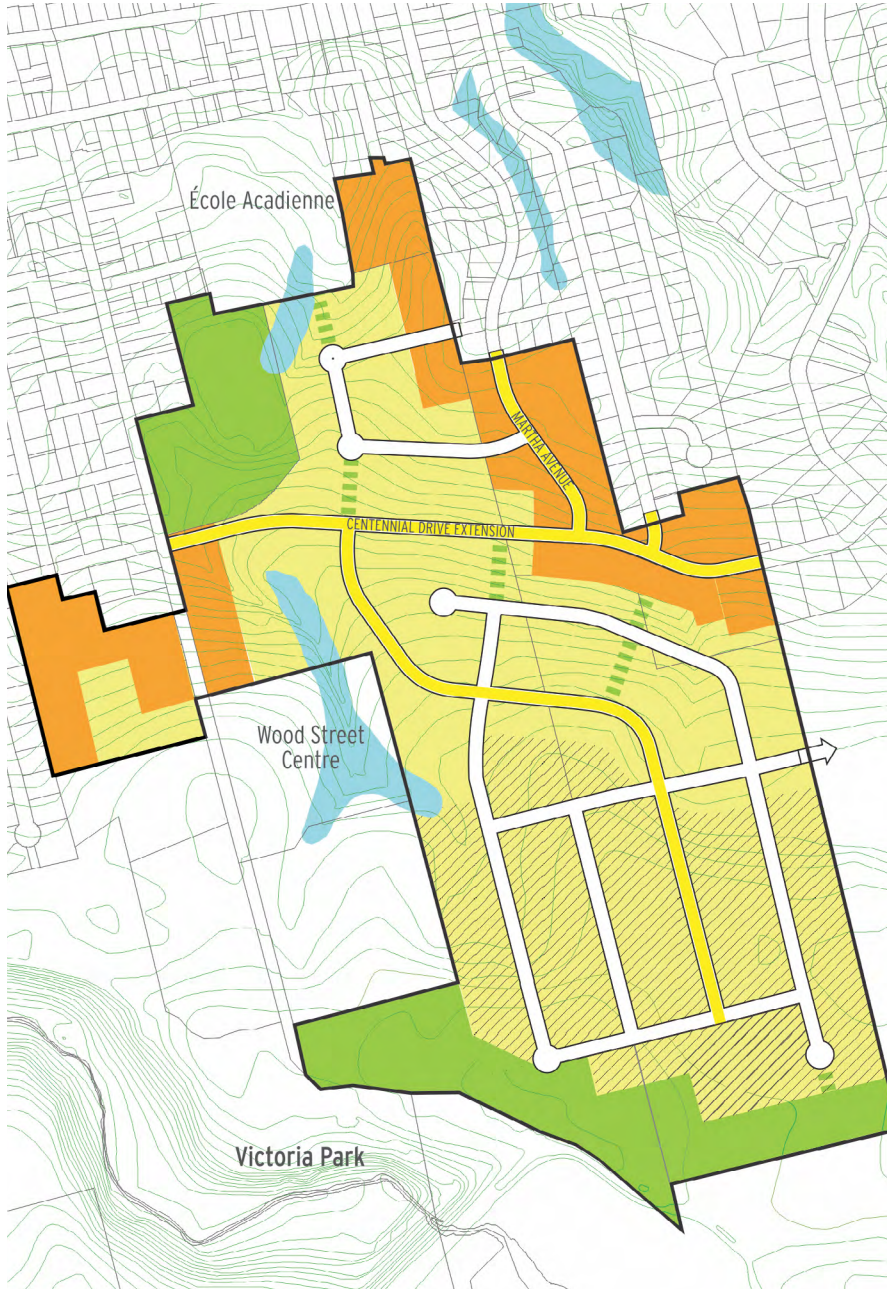 École Acadienne
MARTHA AVENUE
CENTENNIAL DRIVE EXTENSION
Wood Street
Centre
Victoria Park